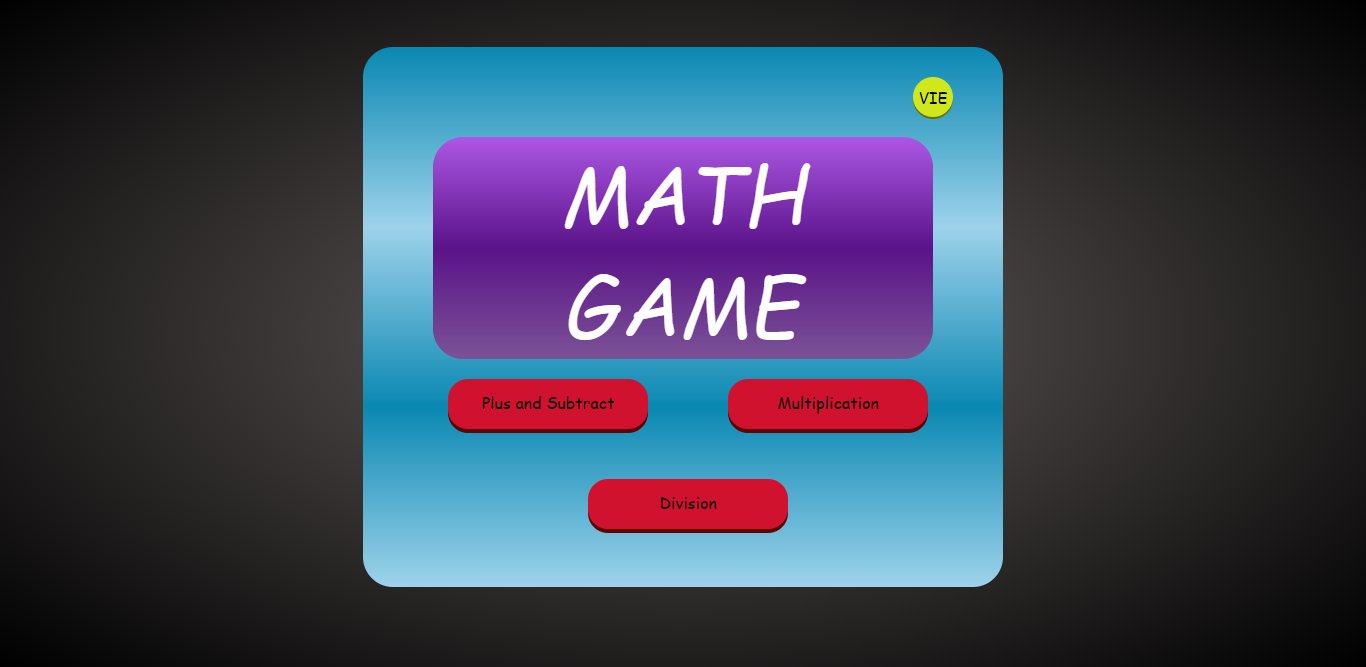 VIE
MATH
GAME
Plus and Subtract
Multiplication
Division